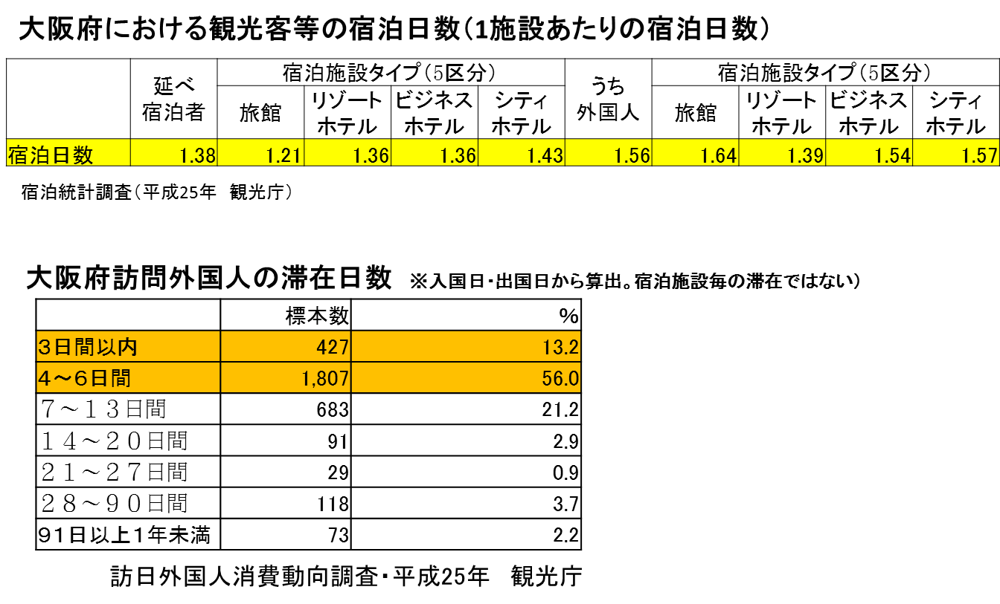 大阪府における観光客等の宿泊日数（1施設あたりの宿泊日数）
延べ宿泊者 宿泊施設タイプ（5区分） うち外国人 宿泊施設タイプ（5区分）
旅館 リゾートホテル ビジネスホテル シティホテル 旅館 リゾートホテル ビジネスホテル シティホテル
宿泊日数 1.38 1.21 1.36 1.36 1.43 1.56 1.64 1.39 1.54 1.57
宿泊統計調査（平成25年　観光庁）
大阪府訪問外国人の滞在日数　※入国日・出国日から算出。宿泊施設毎の滞在ではない）
標本数 %
３日間以内 427 13.2
４～６日間 1,807 56.0
７～１３日間 683 21.2
１４～２０日間 91 2.9
２１～２７日間 29 0.9
２８～９０日間 118 3.7
９１日以上１年未満 73 2.2
訪日外国人消費動向調査・平成25年　観光庁